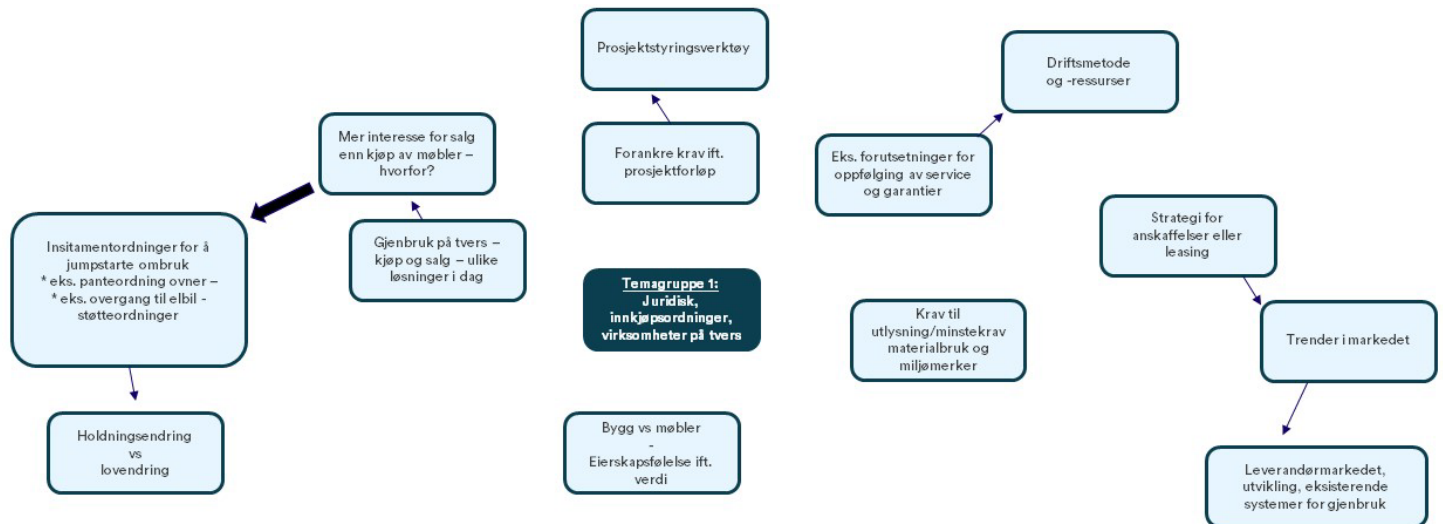 Prosjektstyringsverktøy
Driftsmetode
og -ressurser
Mer interesse for salg
enn kjøp av møbler –
hvorfor?
Forankre krav ift.
prosjektforløp
Eks. forutsetninger for
oppfølging av service
og garantier
Insitamentordninger for å
jumpstarte ombruk
* eks. panteordning ovner –
* eks. overgang til elbil -
støtteordninger
Gjenbruk på tvers –
kjøp og salg – ulike
løsninger i dag
Temagruppe 1:
Juridisk,
innkjøpsordninger,
virksomheter på tvers
Strategi for
anskaffelser eller
leasing
Krav til
utlysning/minstekrav
materialbruk og
miljømerker
Trender i markedet
Holdningsendring
vs
lovendring
Bygg vs møbler
-
Eierskapsfølelse ift.
verdi
Leverandørmarkedet,
utvikling, eksisterende
systemer for gjenbruk